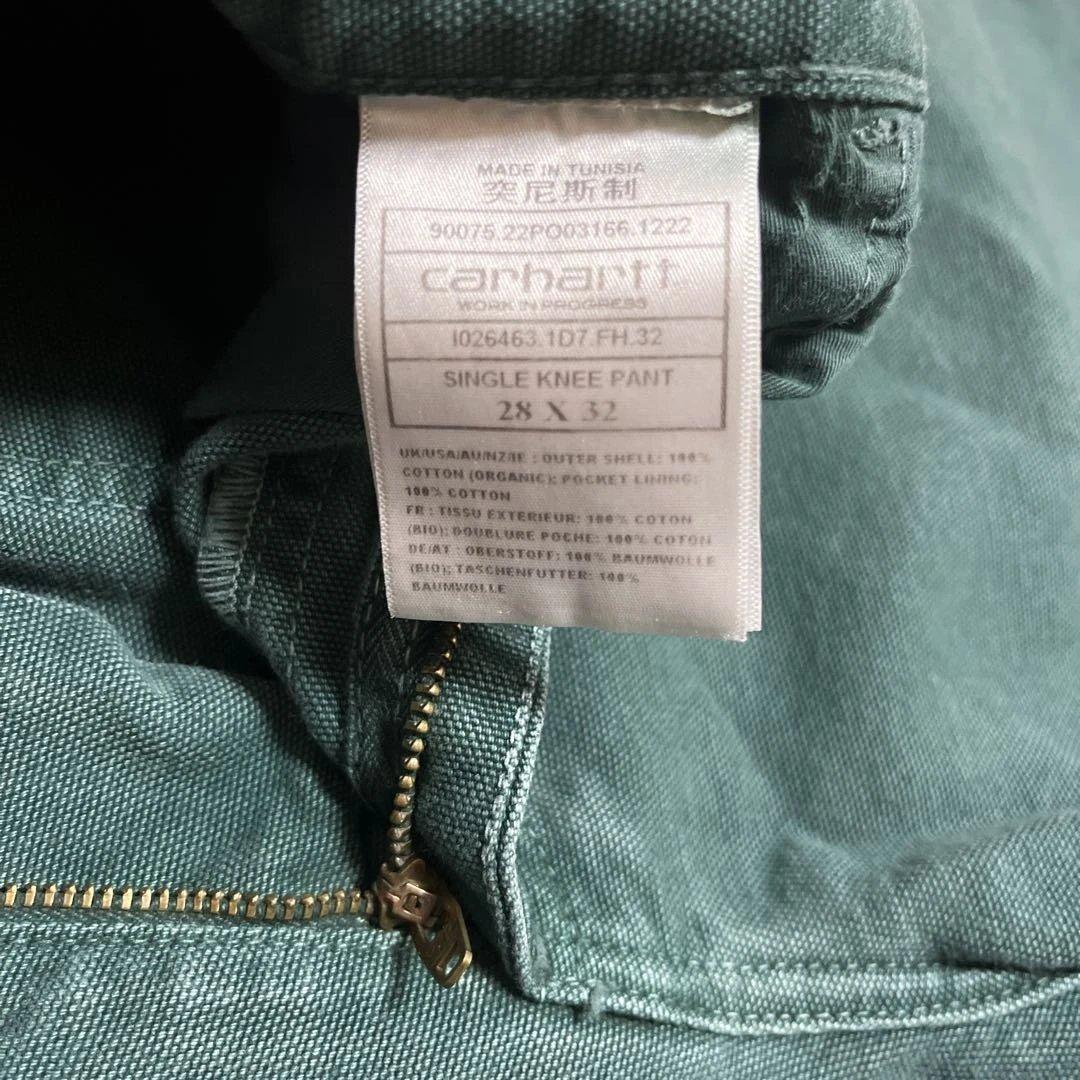 MADE IN TUNISIA
突尼斯制
90075.22PO03166.1222
carhartt
WORK IN PROGRESS
I026463.1D7.FH.32
SINGLE KNEE PANT
28 X 32
UK/USA/AU/NZ/IE : OUTER SHELL: 100%
COTTON (ORGANIC); POCKET LINING:
100% COTTON
FR : TISSU EXTERIEUR: 100% COTON
(BIO); DOUBLURE POCHE: 100% COTON
DE/AT : OBERSTOFF: 100% BAUMWOLLE
(BIO); TASCHENFUTTER: 100%
BAUMWOLLE